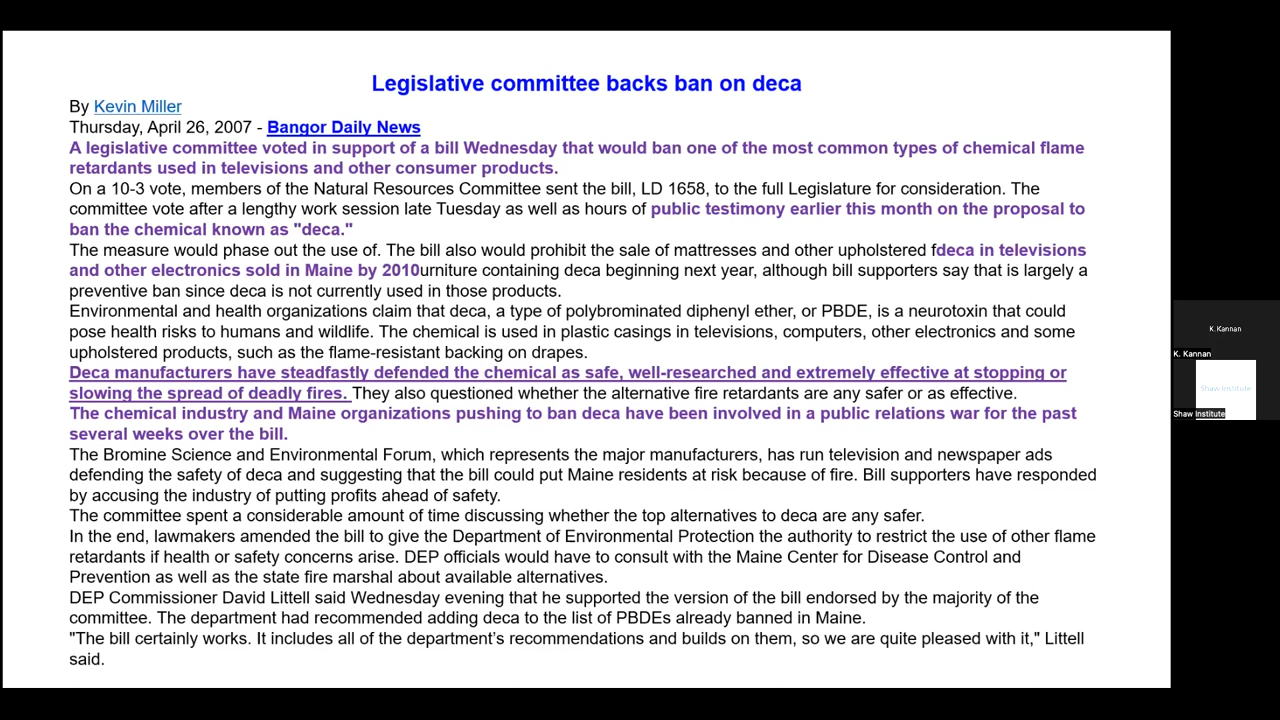 Legislative committee backs ban on deca
By Kevin Miller
Thursday, April 26, 2007 - Bangor Daily News
A legislative committee voted in support of a bill Wednesday that would ban one of the most common types of chemical flame
retardants used in televisions and other consumer products.
On a 10-3 vote, members of the Natural Resources Committee sent the bill, LD 1658, to the full Legislature for consideration. The
committee vote after a lengthy work session late Tuesday as well as hours of public testimony earlier this month on the proposal to
ban the chemical known as "deca."
The measure would phase out the use of. The bill also would prohibit the sale of mattresses and other upholstered fdeca in televisions
and other electronics sold in Maine by 2010urniture containing deca beginning next year, although bill supporters say that is largely a
preventive ban since deca is not currently used in those products.
Environmental and health organizations claim that deca, a type of polybrominated diphenyl ether, or PBDE, is a neurotoxin that could
pose health risks to humans and wildlife. The chemical is used in plastic casings in televisions, computers, other electronics and some
upholstered products, such as the flame-resistant backing on drapes.
Deca manufacturers have steadfastly defended the chemical as safe, well-researched and extremely effective at stopping or
slowing the spread of deadly fires. They also questioned whether the alternative fire retardants are any safer or as effective.
The chemical industry and Maine organizations pushing to ban deca have been involved in a public relations war for the past
several weeks over the bill.
The Bromine Science and Environmental Forum, which represents the major manufacturers, has run television and newspaper ads
defending the safety of deca and suggesting that the bill could put Maine residents at risk because of fire. Bill supporters have responded
by accusing the industry of putting profits ahead of safety.
The committee spent a considerable amount of time discussing whether the top alternatives to deca are any safer.
In the end, lawmakers amended the bill to give the Department of Environmental Protection the authority to restrict the use of other flame
retardants if health or safety concerns arise. DEP officials would have to consult with the Maine Center for Disease Control and
Prevention as well as the state fire marshal about available alternatives.
DEP Commissioner David Littell said Wednesday evening that he supported the version of the bill endorsed by the majority of the
committee. The department had recommended adding deca to the list of PBDEs already banned in Maine.
"The bill certainly works. It includes all of the department's recommendations and builds on them, so we are quite pleased with it," Littell
said.
K. Kannan
K. Kannan
Shaw Institute
Shaw Institute